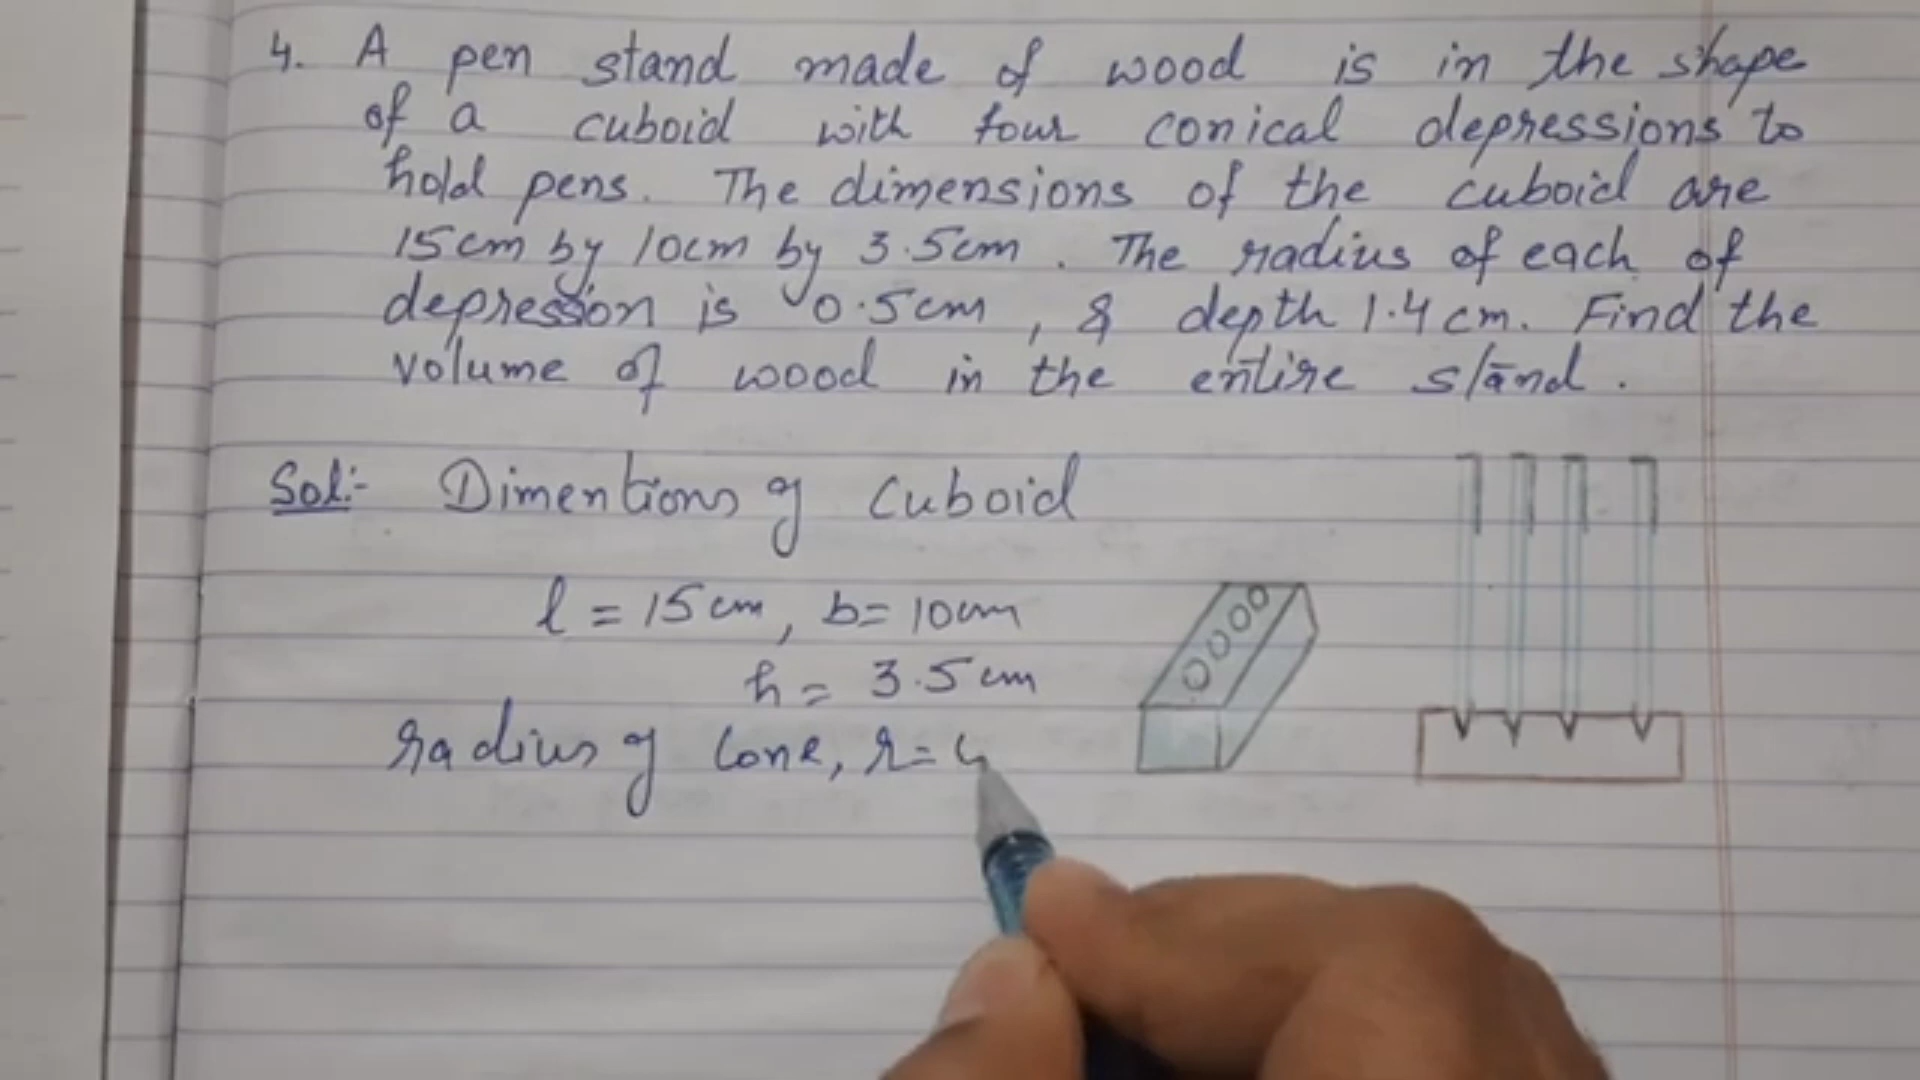 4. A pen stand made of wood is in the shape
of a cuboid with four conical depressions to
hold pens. The dimensions of the cuboid are
15cm by 10cm by 3.5cm. The radius of each of
depression is 0.5cm, & depth 1.4 cm. Find the
volume of wood in the entire stand.
Sol:- Dimentions of Cuboid
l = 15cm, b= 10cm
h = 3.5cm
radius of Cone, r=